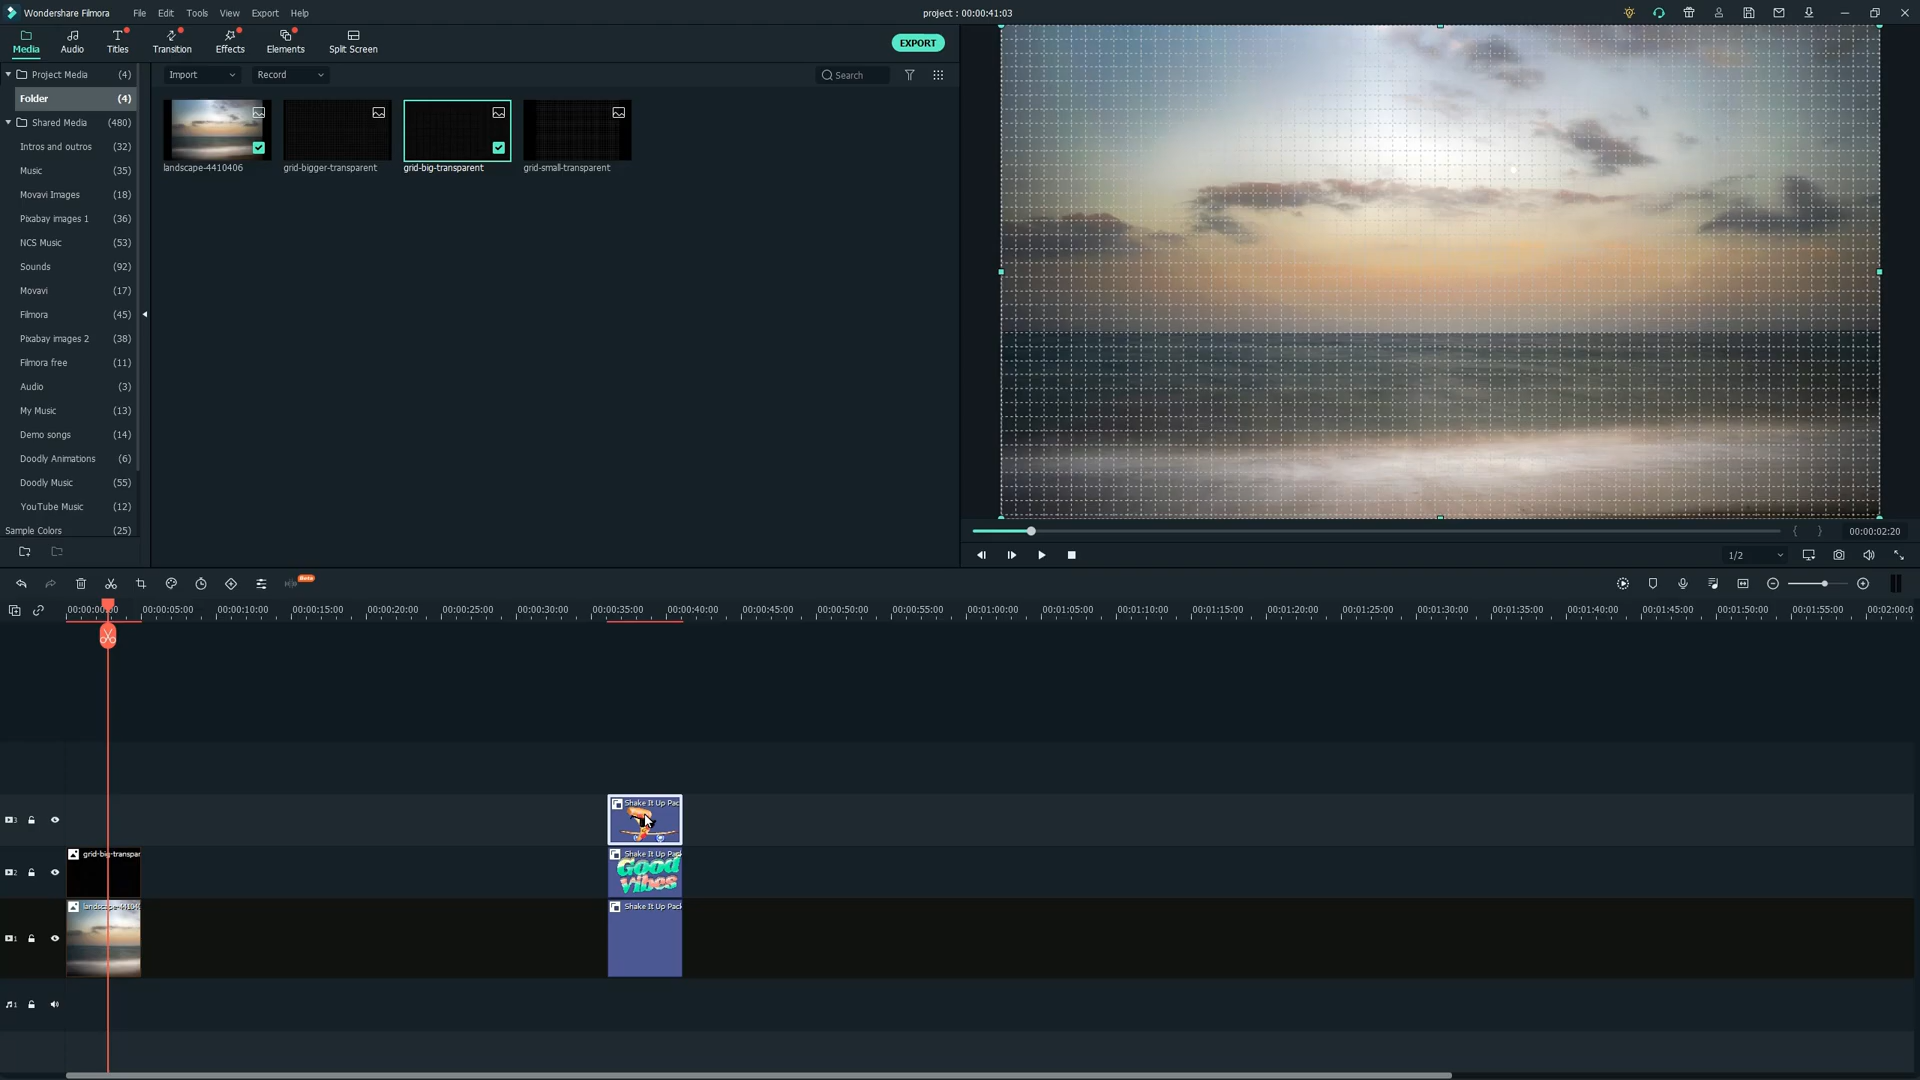 Wondershare Filmora File Edit Tools View Export Help project : 00:00:41:03
Media Audio Titles Transition Effects Elements Split Screen EXPORT
Project Media (4) Import Record Search
Folder (4)
Shared Media (480)
Intros and outros (32)
Music (35)
Movavi Images (18)
Pixabay images 1 (36)
NCS Music (53)
Sounds (92)
Movavi (17)
Filmora (45)
Pixabay images 2 (38)
Filmora free (11)
Audio (3)
My Music (13)
Demo songs (14)
Doodly Animations (6)
Doodly Music (55)
YouTube Music (12)
Sample Colors (25)
landscape-4410406 grid-bigger-transparent grid-big-transparent grid-small-transparent
{ } 00:00:02:20
1/2
Beta
00:00:00:00 00:00:05:00 00:00:10:00 00:00:15:00 00:00:20:00 00:00:25:00 00:00:30:00 00:00:35:00 00:00:40:00 00:00:45:00 00:00:50:00 00:00:55:00 00:01:00:00 00:01:05:00 00:01:10:00 00:01:15:00 00:01:20:00 00:01:25:00 00:01:30:00 00:01:35:00 00:01:40:00 00:01:45:00 00:01:50:00 00:01:55:00 00:02:00:0
3 Shake It Up Pac
2 grid-big-transpar Shake It Up Pack
Good Vibes
1 landscape-44104 Shake It Up Pack
1